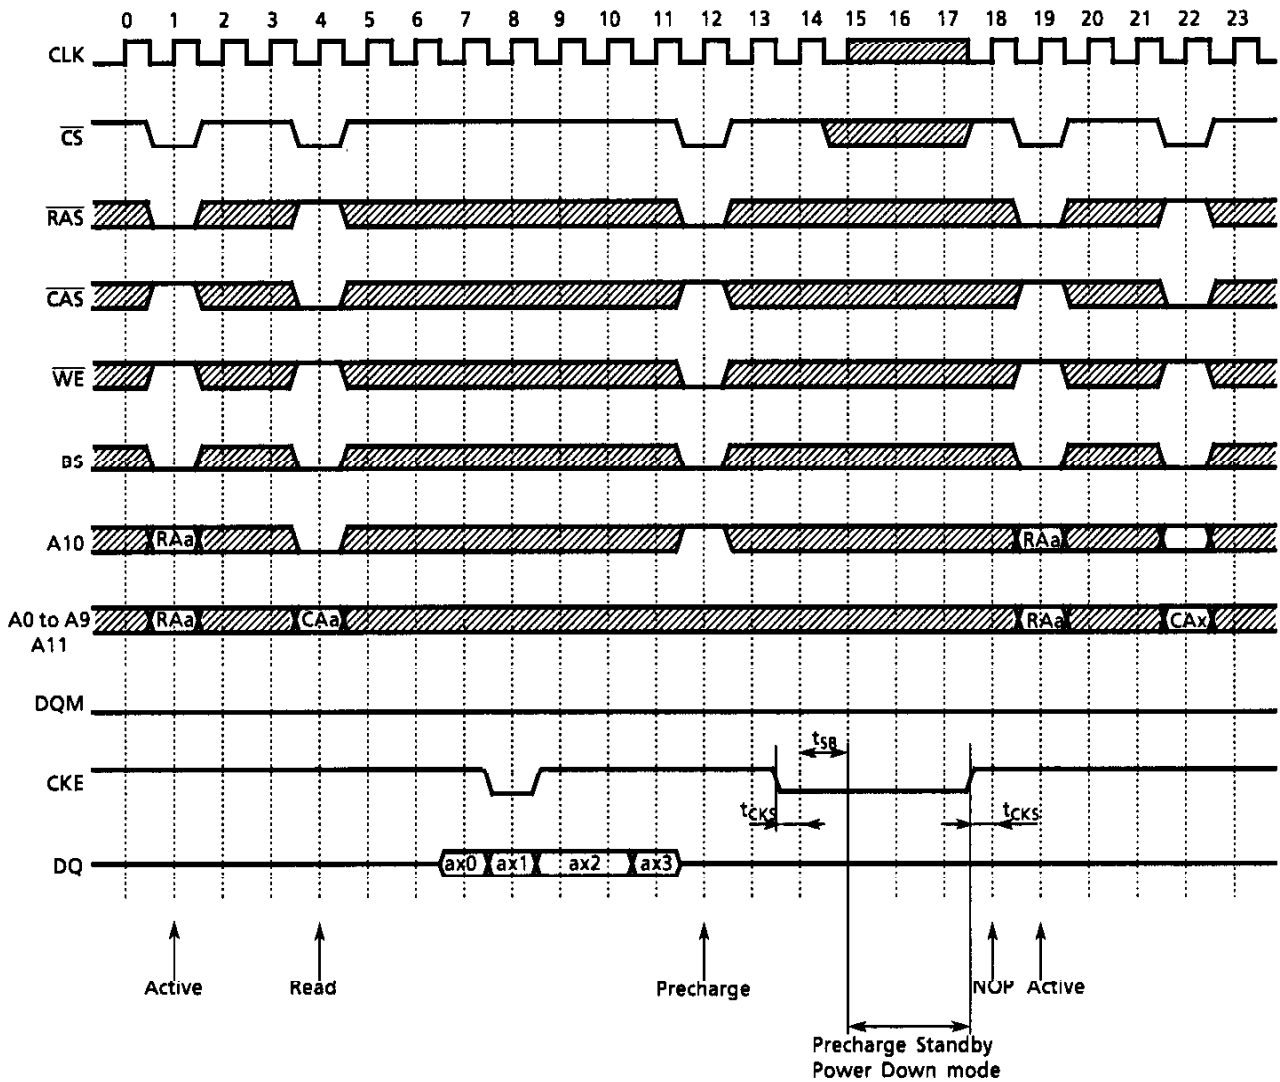 0 1 2 3 4 5 6 7 8 9 10 11 12 13 14 15 16 17 18 19 20 21 22 23
CLK
CS
RAS
CAS
WE
BS
A10 RAa RAa
A0 to A9 RAa CAa RAa CAx
A11
DQM
tSB
CKE
tCKS tCKS
DQ ax0 ax1 ax2 ax3
Active Read Precharge NOP Active
Precharge Standby
Power Down mode